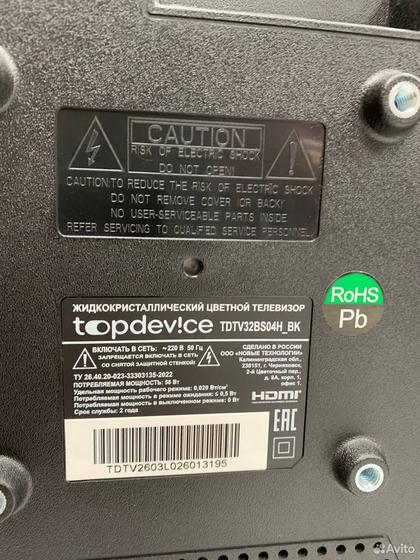 CAUTION
RISK OF ELECTRIC SHOCK
DO NOT OPEN!
CAUTION:TO REDUCE THE RISK OF ELECTRIC SHOCK
DO NOT REMOVE COVER (OR BACK)
NO USER-SERVICEABLE PARTS INSIDE
REFER SERVICING TO QUALIFIED SERVICE PERSONNEL
RoHS
Pb
ЖИДКОКРИСТАЛЛИЧЕСКИЙ ЦВЕТНОЙ ТЕЛЕВИЗОР
topdevice TDTV32BS04H_BK
ВКЛЮЧАТЬ В СЕТЬ: ~220 В 50 Гц
ЗАПРЕЩАЕТСЯ ВКЛЮЧАТЬ В СЕТЬ
СО СНЯТОЙ ЗАЩИТНОЙ СТЕНКОЙ!
ТУ 26.40.20-023-33303135-2022
ПОТРЕБЛЯЕМАЯ МОЩНОСТЬ: 56 Вт
Удельная мощность рабочего режима: 0,020 Вт/см²
Потребляемая мощность в режиме ожидания: ≤ 0,5 Вт
Потребляемая мощность в выключенном режиме: 0 Вт
Срок службы: 2 года
СДЕЛАНО В РОССИИ
ООО «НОВЫЕ ТЕХНОЛОГИИ»
Калининградская обл.,
238151, г. Черняховск,
2-й Цветочный пер.,
д. 8А, корп. 1,
офис 1.
HDMI
EAC
TDTV2603L026013195
Avito